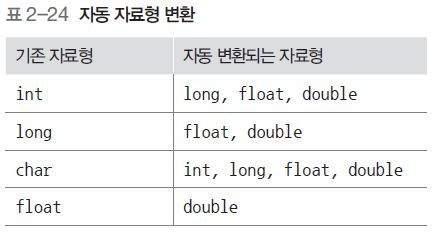 표 2-24 자동 자료형 변환
기존 자료형 자동 변환되는 자료형
int long, float, double
long float, double
char int, long, float, double
float double